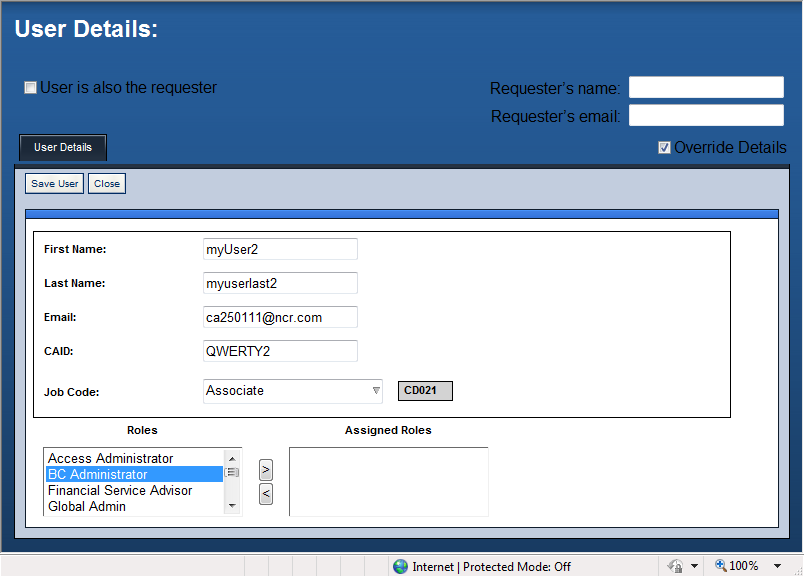 User Details:
User is also the requester
Requester's name:
Requester's email:
User Details
Override Details
Save User Close
First Name: myUser2
Last Name: myuserlast2
Email: ca250111@ncr.com
CAID: QWERTY2
Job Code: Associate CD021
Roles Assigned Roles
Access Administrator
BC Administrator >
Financial Service Advisor <
Global Admin
Internet | Protected Mode: Off 100%